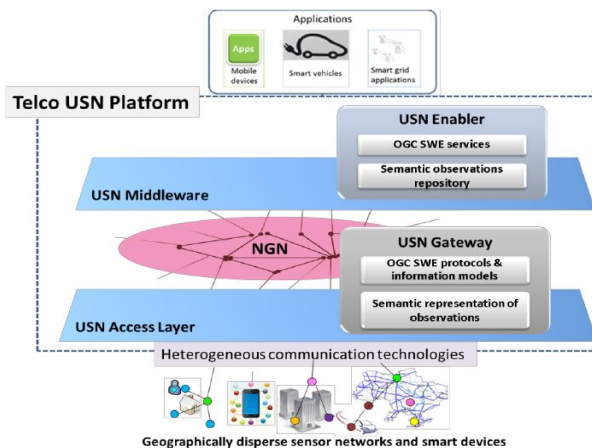 Applications
Apps
Mobile
devices
Smart vehicles
Smart grid
applications
Telco USN Platform
USN Enabler
OGC SWE services
Semantic observations
repository
USN Middleware
NGN
USN Gateway
OGC SWE protocols &
information models
Semantic representation of
observations
USN Access Layer
Heterogeneous communication technologies
Geographically disperse sensor networks and smart devices